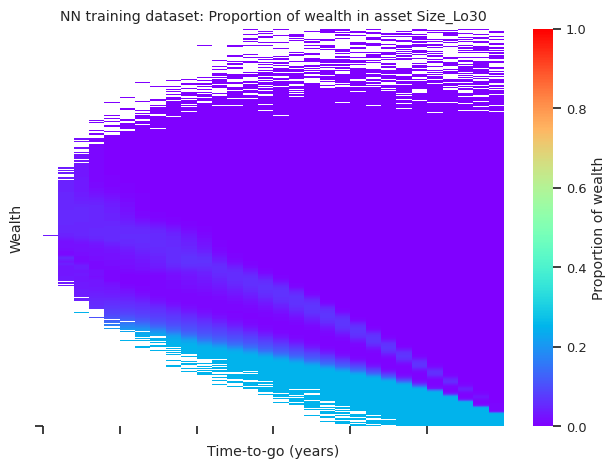 NN training dataset: Proportion of wealth in asset Size_Lo30
1.0
0.8
0.6
0.4
0.2
0.0
Proportion of wealth
Wealth
Time-to-go (years)